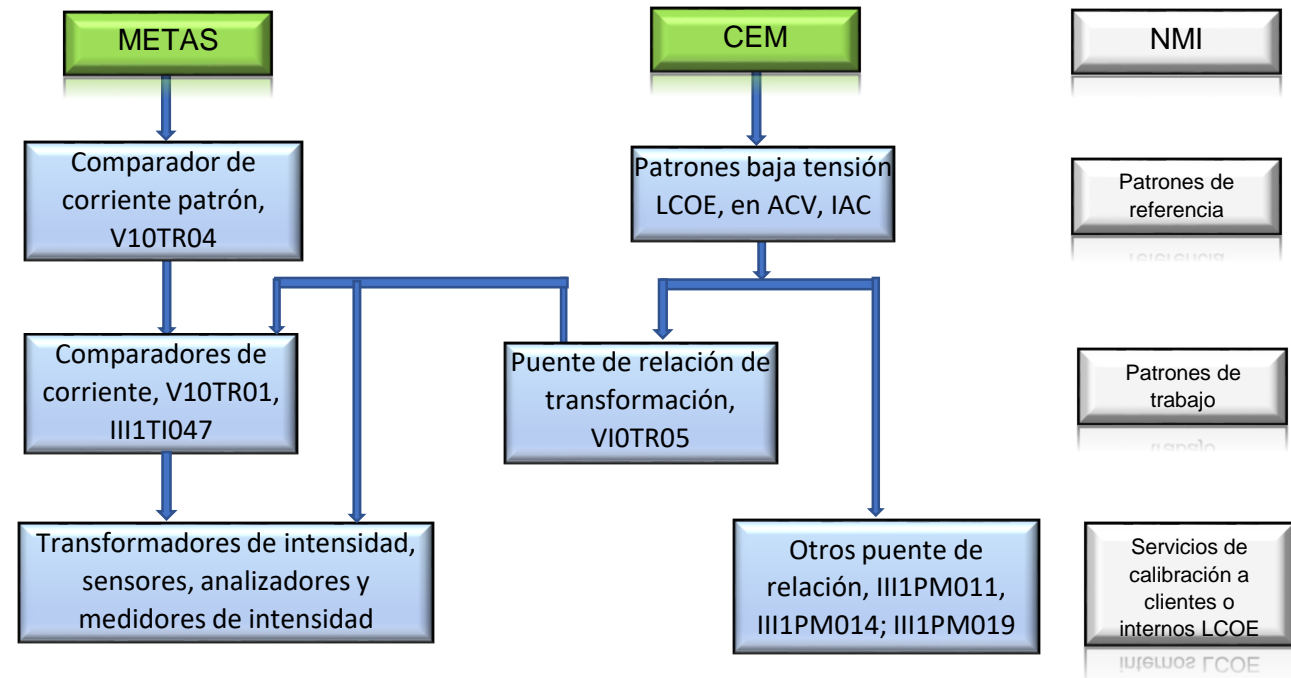 METAS
CEM
NMI
Comparador de
corriente patrón,
V10TR04
Patrones baja tensión
LCOE, en ACV, IAC
Patrones de
referencia
Comparadores de
corriente, V10TR01,
III1TI047
Puente de relación de
transformación,
VI0TR05
Patrones de
trabajo
Transformadores de intensidad,
sensores, analizadores y
medidores de intensidad
Otros puente de
relación, III1PM011,
III1PM014; III1PM019
Servicios de
calibración a
clientes o
internos LCOE